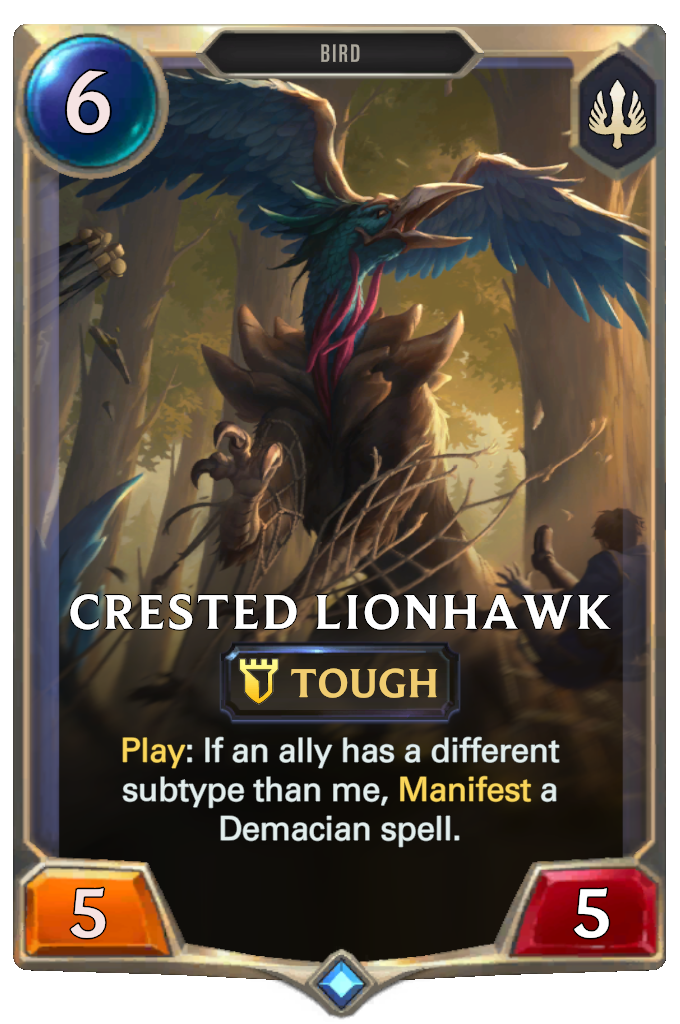 6
BIRD
CRESTED LIONHAWK
TOUGH
Play: If an ally has a different
subtype than me, Manifest a
Demacian spell.
5
5